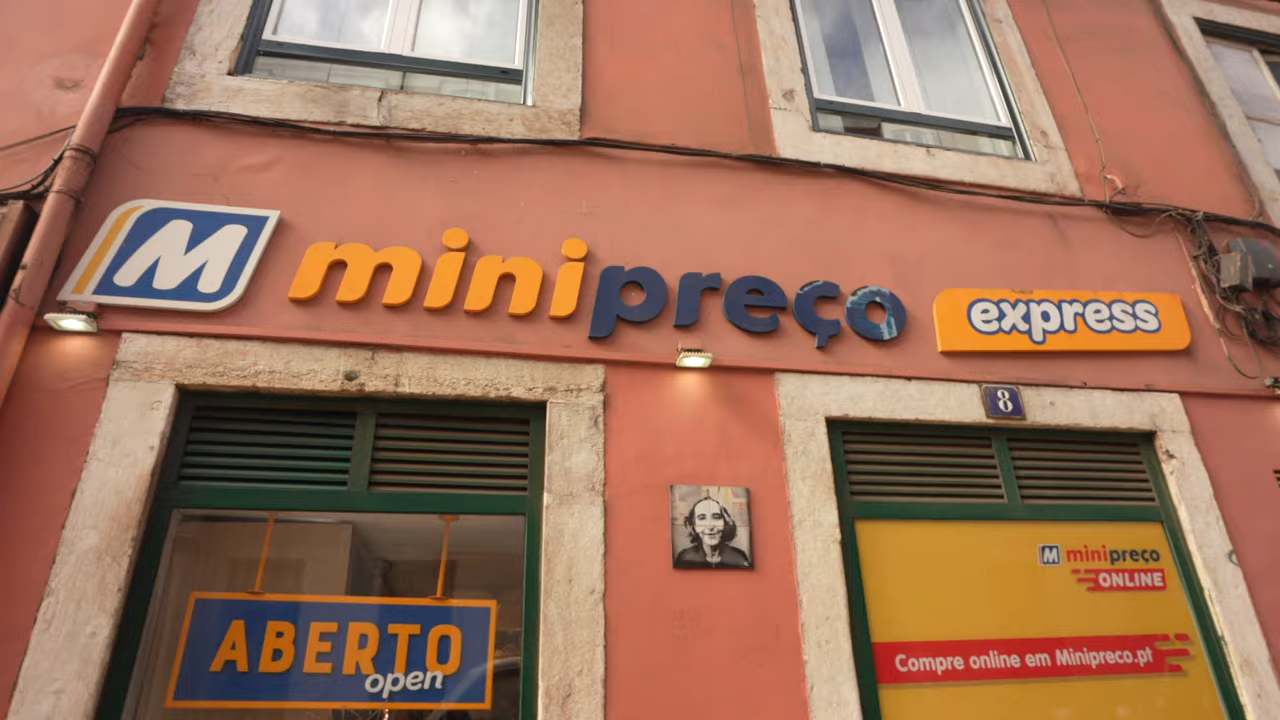 M minipreço express
8
ABERTO
open
M minipreço
ONLINE
Compre online em Minipreco.pt